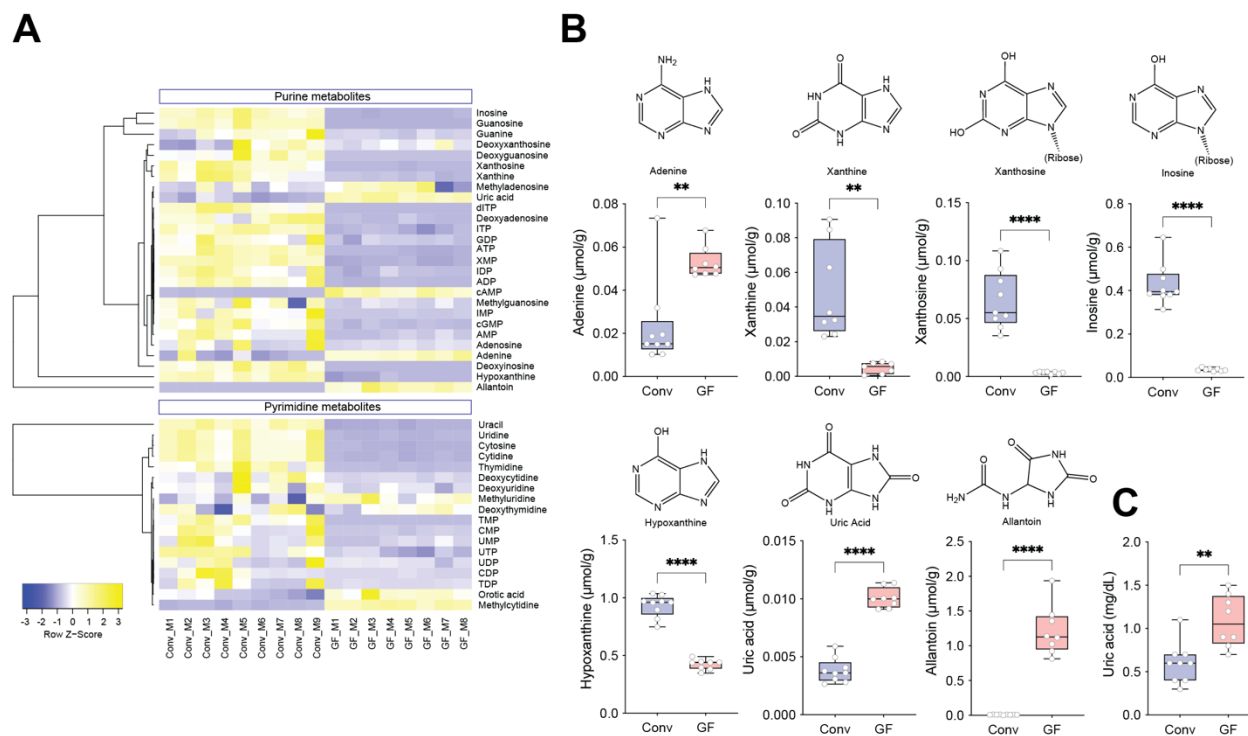 A
Purine metabolites
Inosine
Guanosine
Guanine
Deoxyxanthosine
Deoxyguanosine
Xanthosine
Xanthine
Methyladenosine
Uric acid
dITP
Deoxyadenosine
ITP
GDP
ATP
XMP
IDP
ADP
cAMP
Methylguanosine
IMP
cGMP
AMP
Adenosine
Adenine
Deoxyinosine
Hypoxanthine
Allantoin
Pyrimidine metabolites
Uracil
Uridine
Cytosine
Cytidine
Thymidine
Deoxycytidine
Deoxyuridine
Methyluridine
Deoxythymidine
TMP
CMP
UMP
UTP
UDP
CDP
TDP
Orotic acid
Methylcytidine
-3 -2 -1 0 1 2 3
Row Z-Score
Conv_M1
Conv_M2
Conv_M3
Conv_M4
Conv_M5
Conv_M6
Conv_M7
Conv_M8
Conv_M9
GF_M1
GF_M2
GF_M3
GF_M4
GF_M5
GF_M6
GF_M7
GF_M8
B
NH2
N
N
N
H
N
Adenine
**
Adenine (µmol/g)
0.08
0.06
0.04
0.02
0.00
Conv GF
O
HN
O
N
H
N
H
N
Xanthine
**
Xanthine (µmol/g)
0.10
0.08
0.06
0.04
0.02
0.00
Conv GF
OH
N
HO
N
N
N
(Ribose)
Xanthosine
****
Xanthosine (µmol/g)
0.15
0.10
0.05
0.00
Conv GF
OH
N
N
N
N
(Ribose)
Inosine
****
Inosine (µmol/g)
0.8
0.6
0.4
0.2
0.0
Conv GF
OH
N
N
H
N
N
Hypoxanthine
****
Hypoxanthine (µmol/g)
1.5
1.0
0.5
0.0
Conv GF
O
HN
O
N
H
H
N
O
N
H
Uric Acid
****
Uric acid (µmol/g)
0.015
0.010
0.005
0.000
Conv GF
O
O
NH
O
H2N
N
H
N
H
Allantoin
****
Allantoin (µmol/g)
2.5
2.0
1.5
1.0
0.5
0.0
Conv GF
C
**
Uric acid (mg/dL)
2.0
1.5
1.0
0.5
0.0
Conv GF